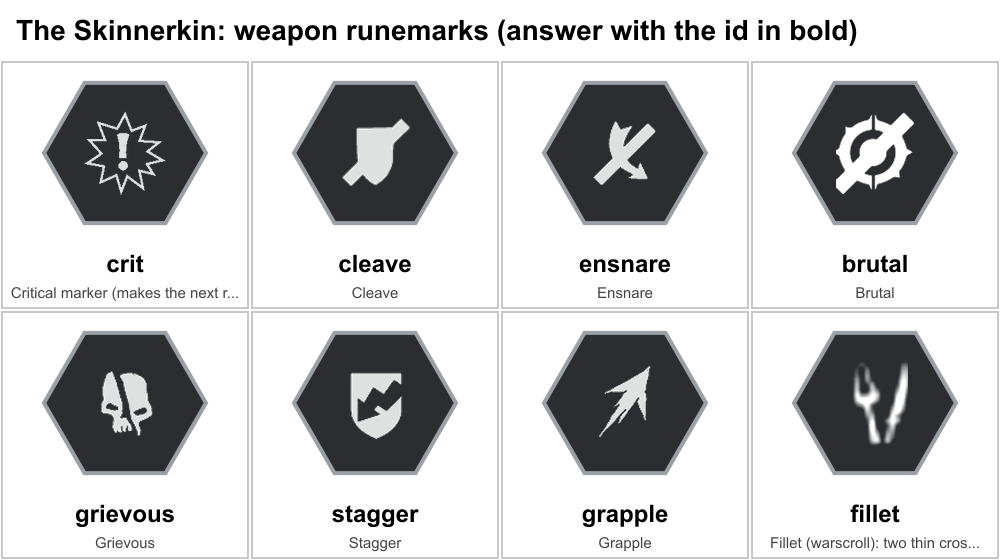 The Skinnerkin: weapon runemarks (answer with the id in bold)
crit
Critical marker (makes the next r...
cleave
Cleave
ensnare
Ensnare
brutal
Brutal
grievous
Grievous
stagger
Stagger
grapple
Grapple
fillet
Fillet (warscroll): two thin cros...